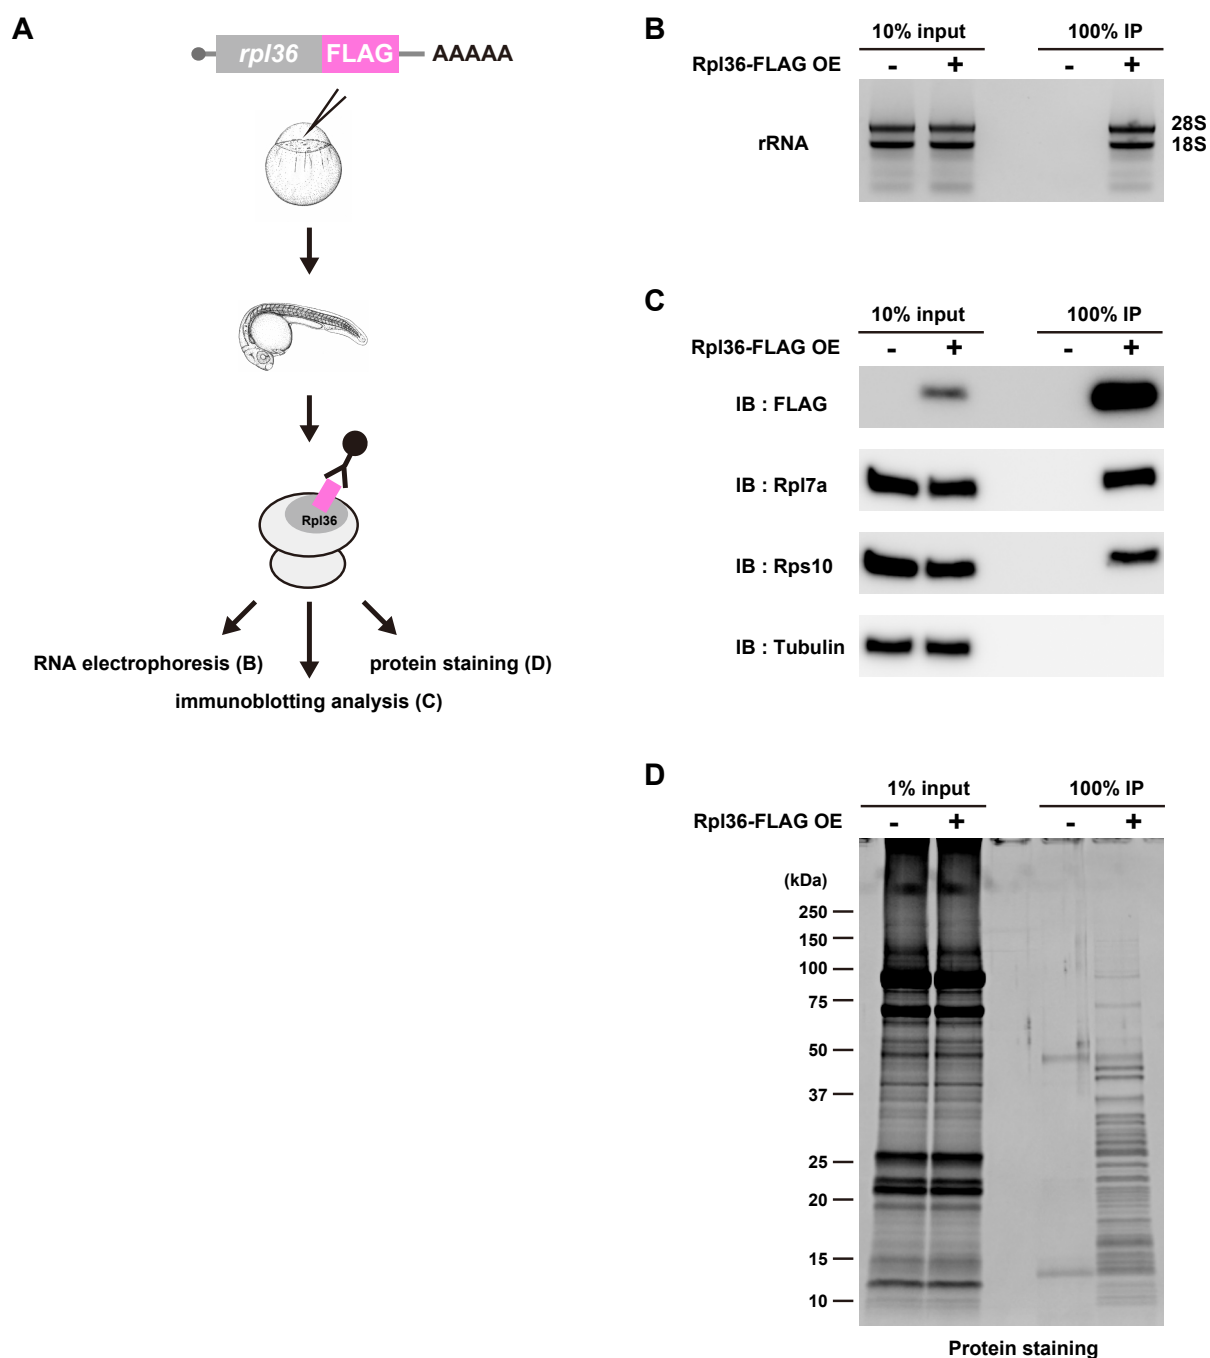 A
rpl36 FLAG AAAAA
Rpl36
RNA electrophoresis (B)
protein staining (D)
immunoblotting analysis (C)
B
10% input 100% IP
Rpl36-FLAG OE - + - +
rRNA
28S
18S
C
10% input 100% IP
Rpl36-FLAG OE - + - +
IB : FLAG
IB : Rpl7a
IB : Rps10
IB : Tubulin
D
1% input 100% IP
Rpl36-FLAG OE - + - +
(kDa)
250
150
100
75
50
37
25
20
15
10
Protein staining